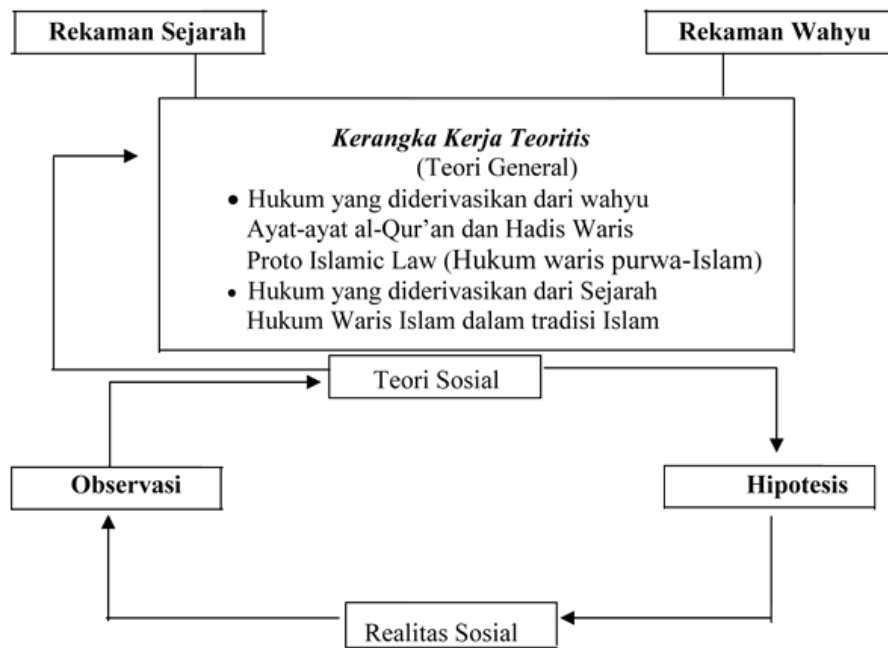 Rekaman Sejarah
Rekaman Wahyu
Kerangka Kerja Teoritis
(Teori General)
• Hukum yang diderivasikan dari wahyu
Ayat-ayat al-Qur’an dan Hadis Waris
Proto Islamic Law (Hukum waris purwa-Islam)
• Hukum yang diderivasikan dari Sejarah
Hukum Waris Islam dalam tradisi Islam
Teori Sosial
Observasi
Hipotesis
Realitas Sosial